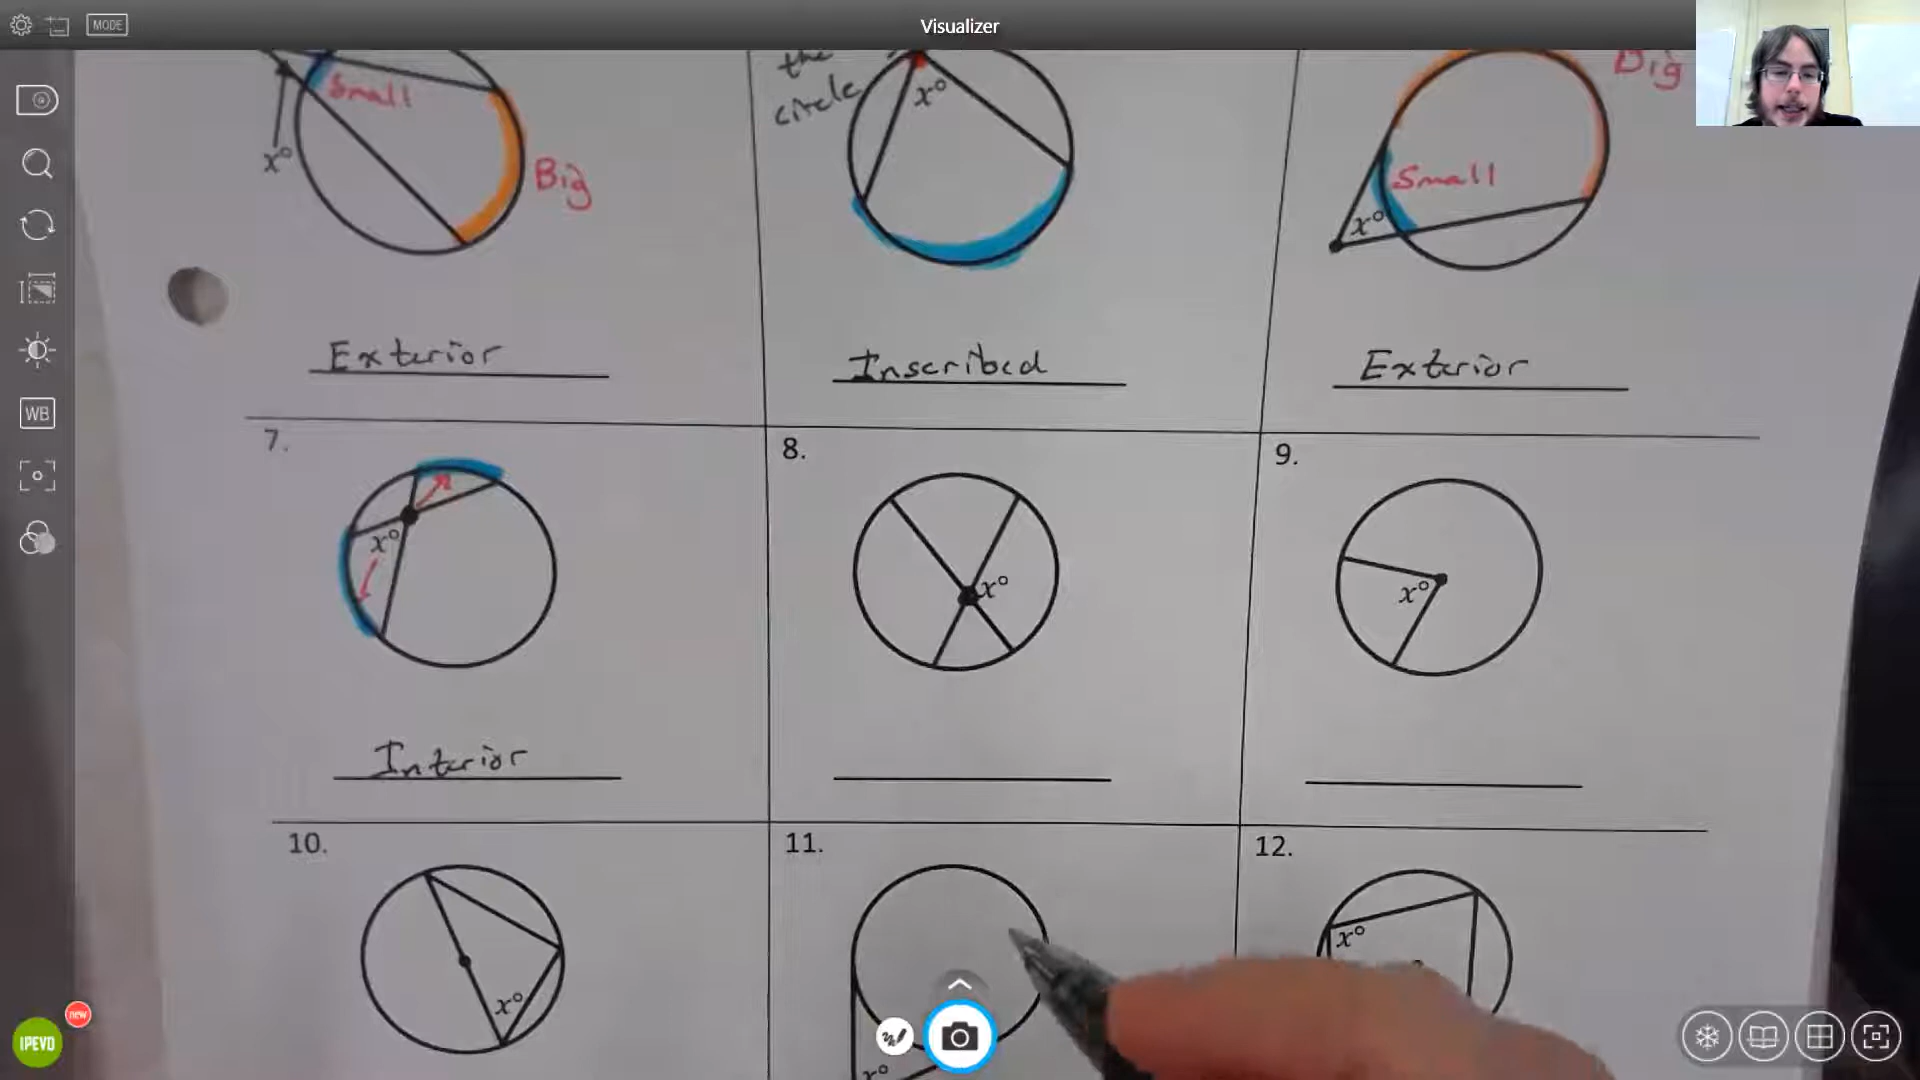 MODE
Visualizer
Small
x°
Big
the
circle
x°
Big
Small
x°
Exterior
Inscribed
Exterior
7.
8.
9.
x°
x°
x°
Interior
10.
11.
12.
x°
x°
x°
WB
new
IPEVO